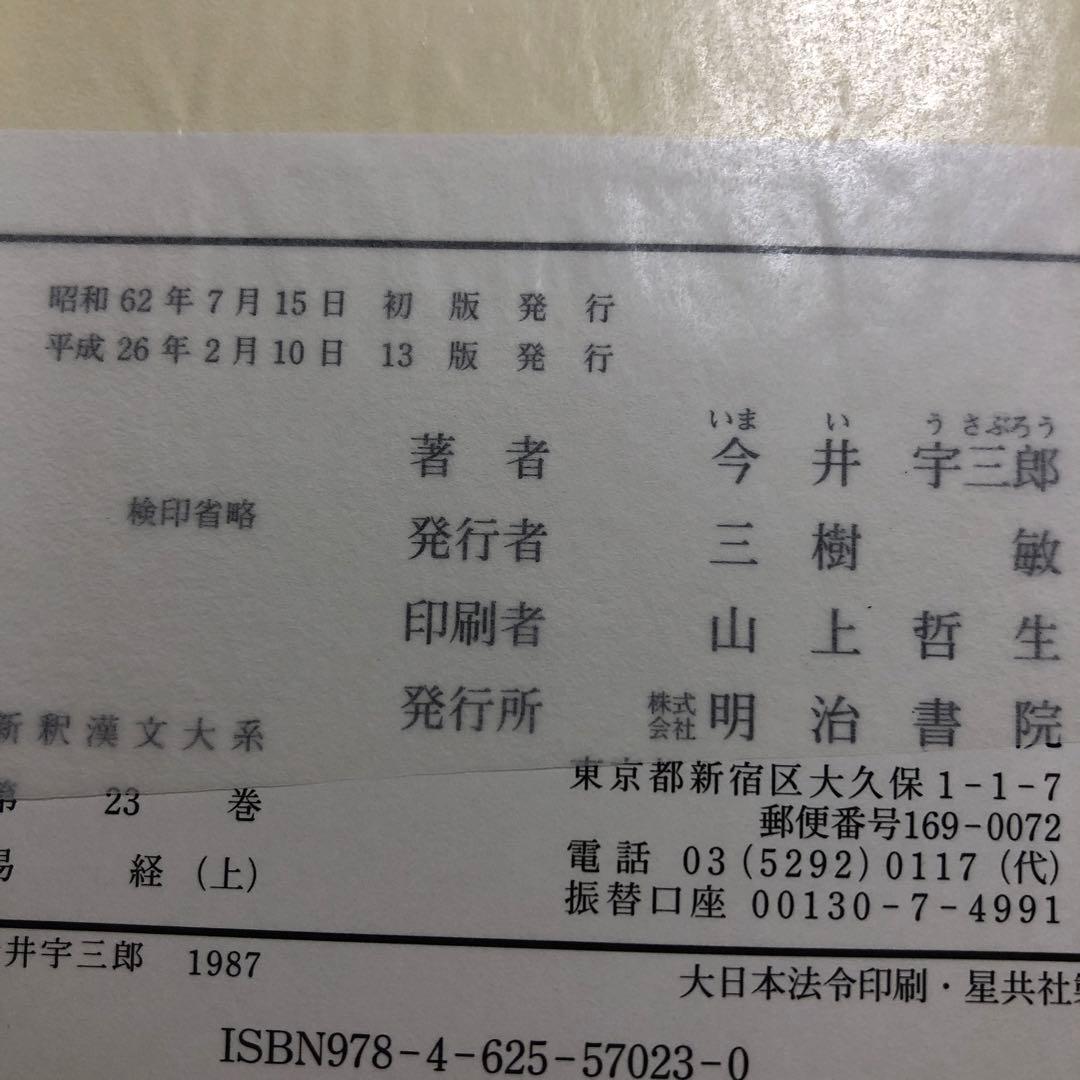 昭和62年7月15日 初版発行
平成26年2月10日 13版発行
いまい うさぶろう
著者 今井宇三郎
検印省略
発行者 三樹 敏
印刷者 山上哲生
発行所 株式会社 明治書院
新釈漢文大系
第23巻
易経(上)
東京都新宿区大久保1-1-7
郵便番号169-0072
電話 03(5292)0117(代)
振替口座 00130-7-4991
井宇三郎 1987
大日本法令印刷・星共社製
ISBN978-4-625-57023-0